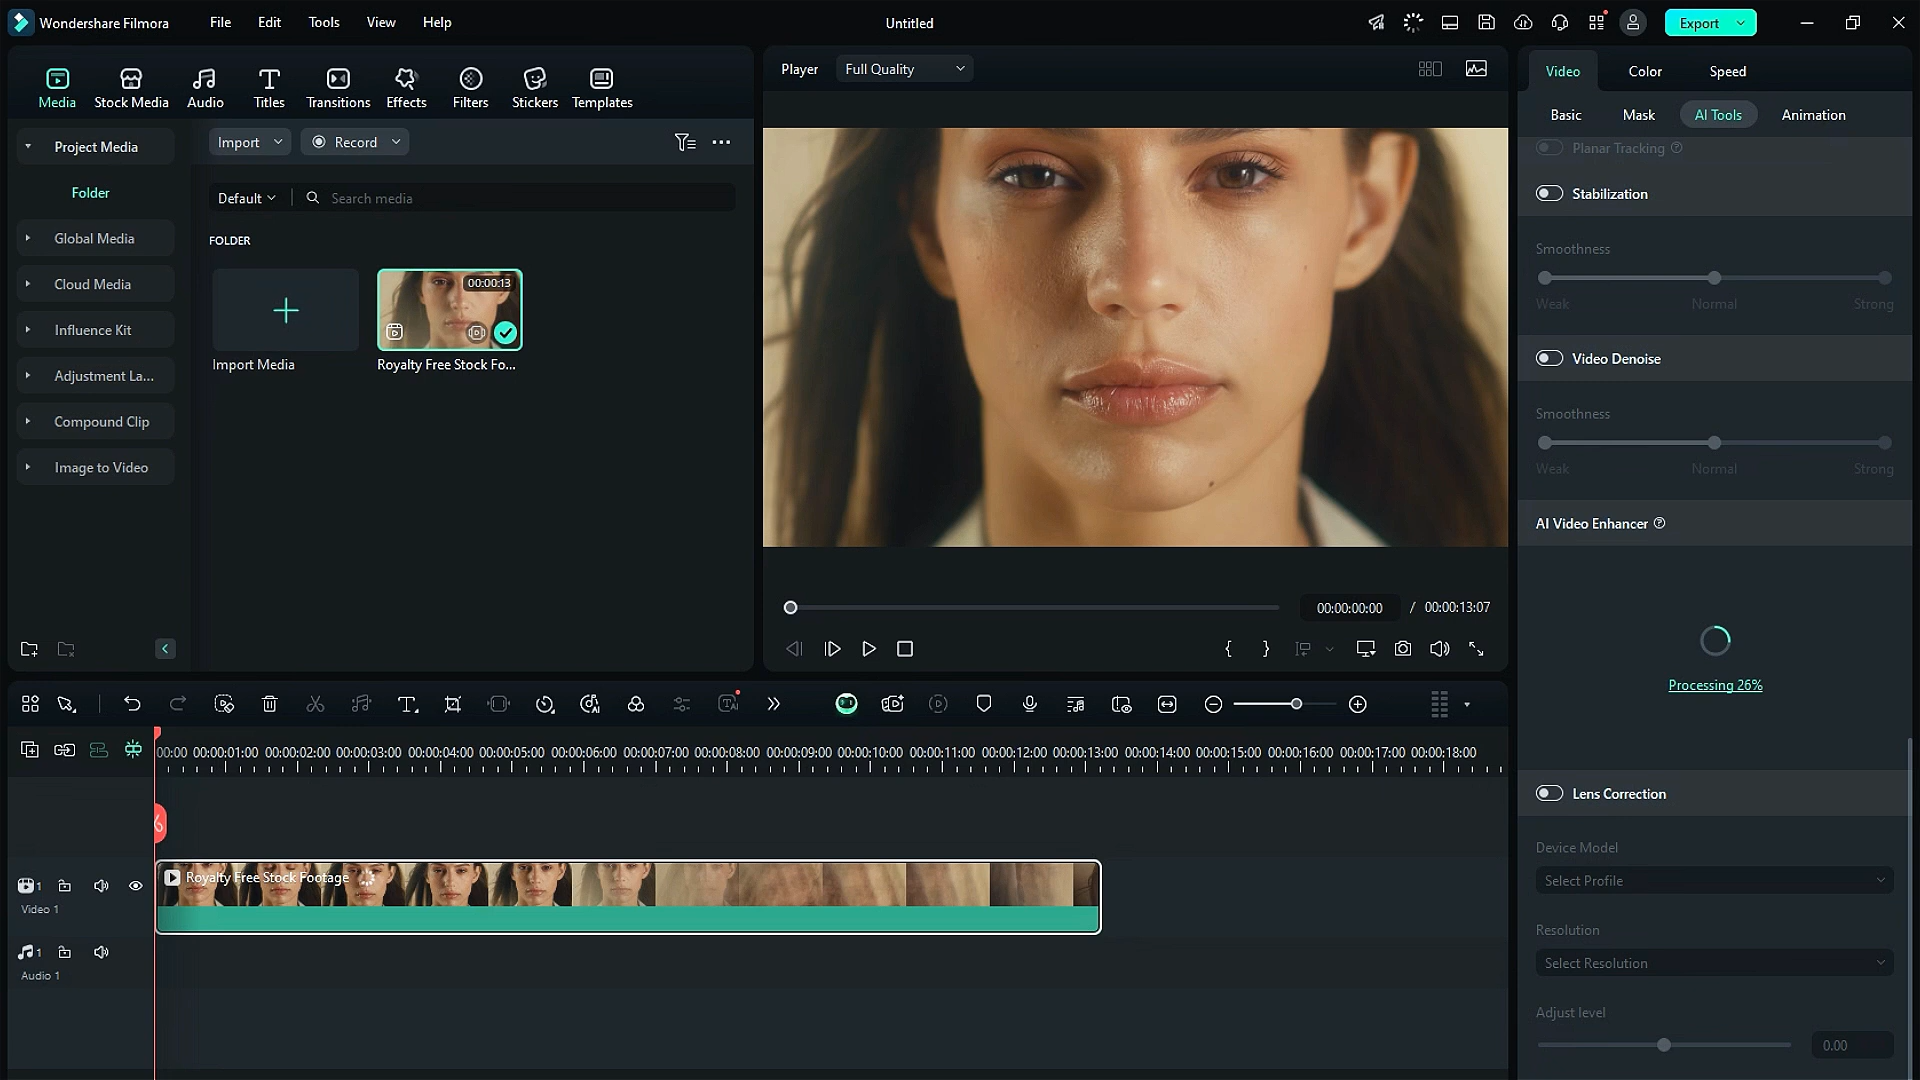 Wondershare Filmora
File Edit Tools View Help
Untitled
Export
Media Stock Media Audio Titles Transitions Effects Filters Stickers Templates
Project Media
Folder
Global Media
Cloud Media
Influence Kit
Adjustment La...
Compound Clip
Image to Video
Import
Record
Default
Search media
FOLDER
Import Media
00:00:13
Royalty Free Stock Fo...
Player
Full Quality
00:00:00:00 / 00:00:13:07
Video Color Speed
Basic Mask AI Tools Animation
Planar Tracking
Stabilization
Smoothness
Weak Normal Strong
Video Denoise
Smoothness
Weak Normal Strong
AI Video Enhancer
Processing 26%
Lens Correction
Device Model
Select Profile
Resolution
Select Resolution
Adjust level
0.00
:00:00 00:00:01:00 00:00:02:00 00:00:03:00 00:00:04:00 00:00:05:00 00:00:06:00 00:00:07:00 00:00:08:00 00:00:09:00 00:00:10:00 00:00:11:00 00:00:12:00 00:00:13:00 00:00:14:00 00:00:15:00 00:00:16:00 00:00:17:00 00:00:18:00
Royalty Free Stock Footage
1
Video 1
1
Audio 1